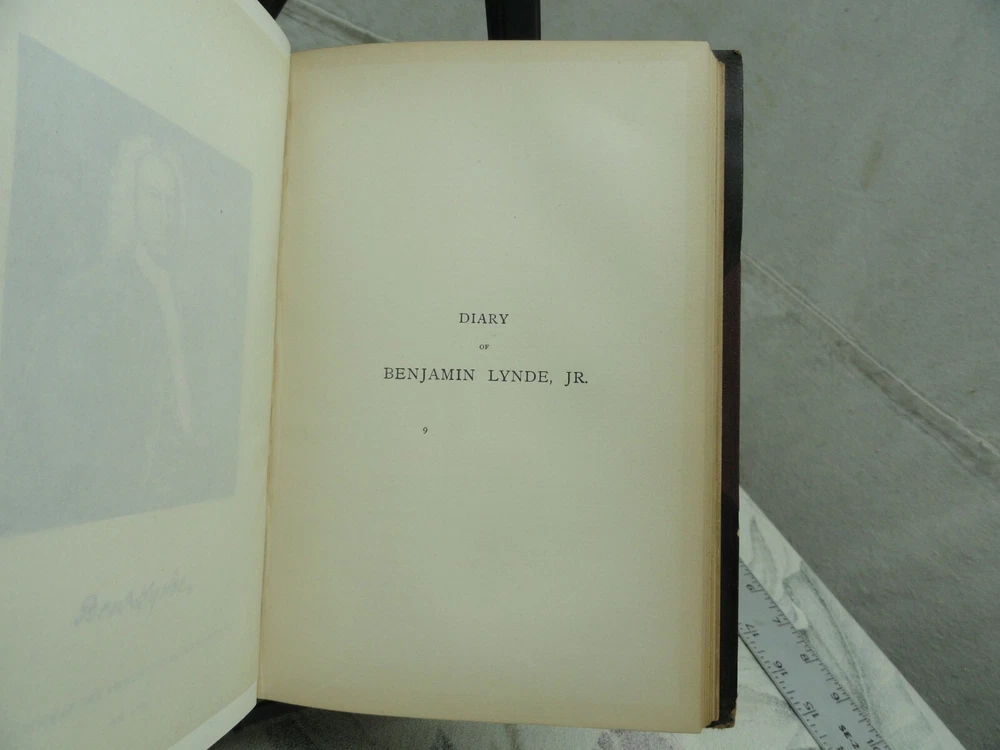 DIARY
OF
BENJAMIN LYNDE, JR.
9